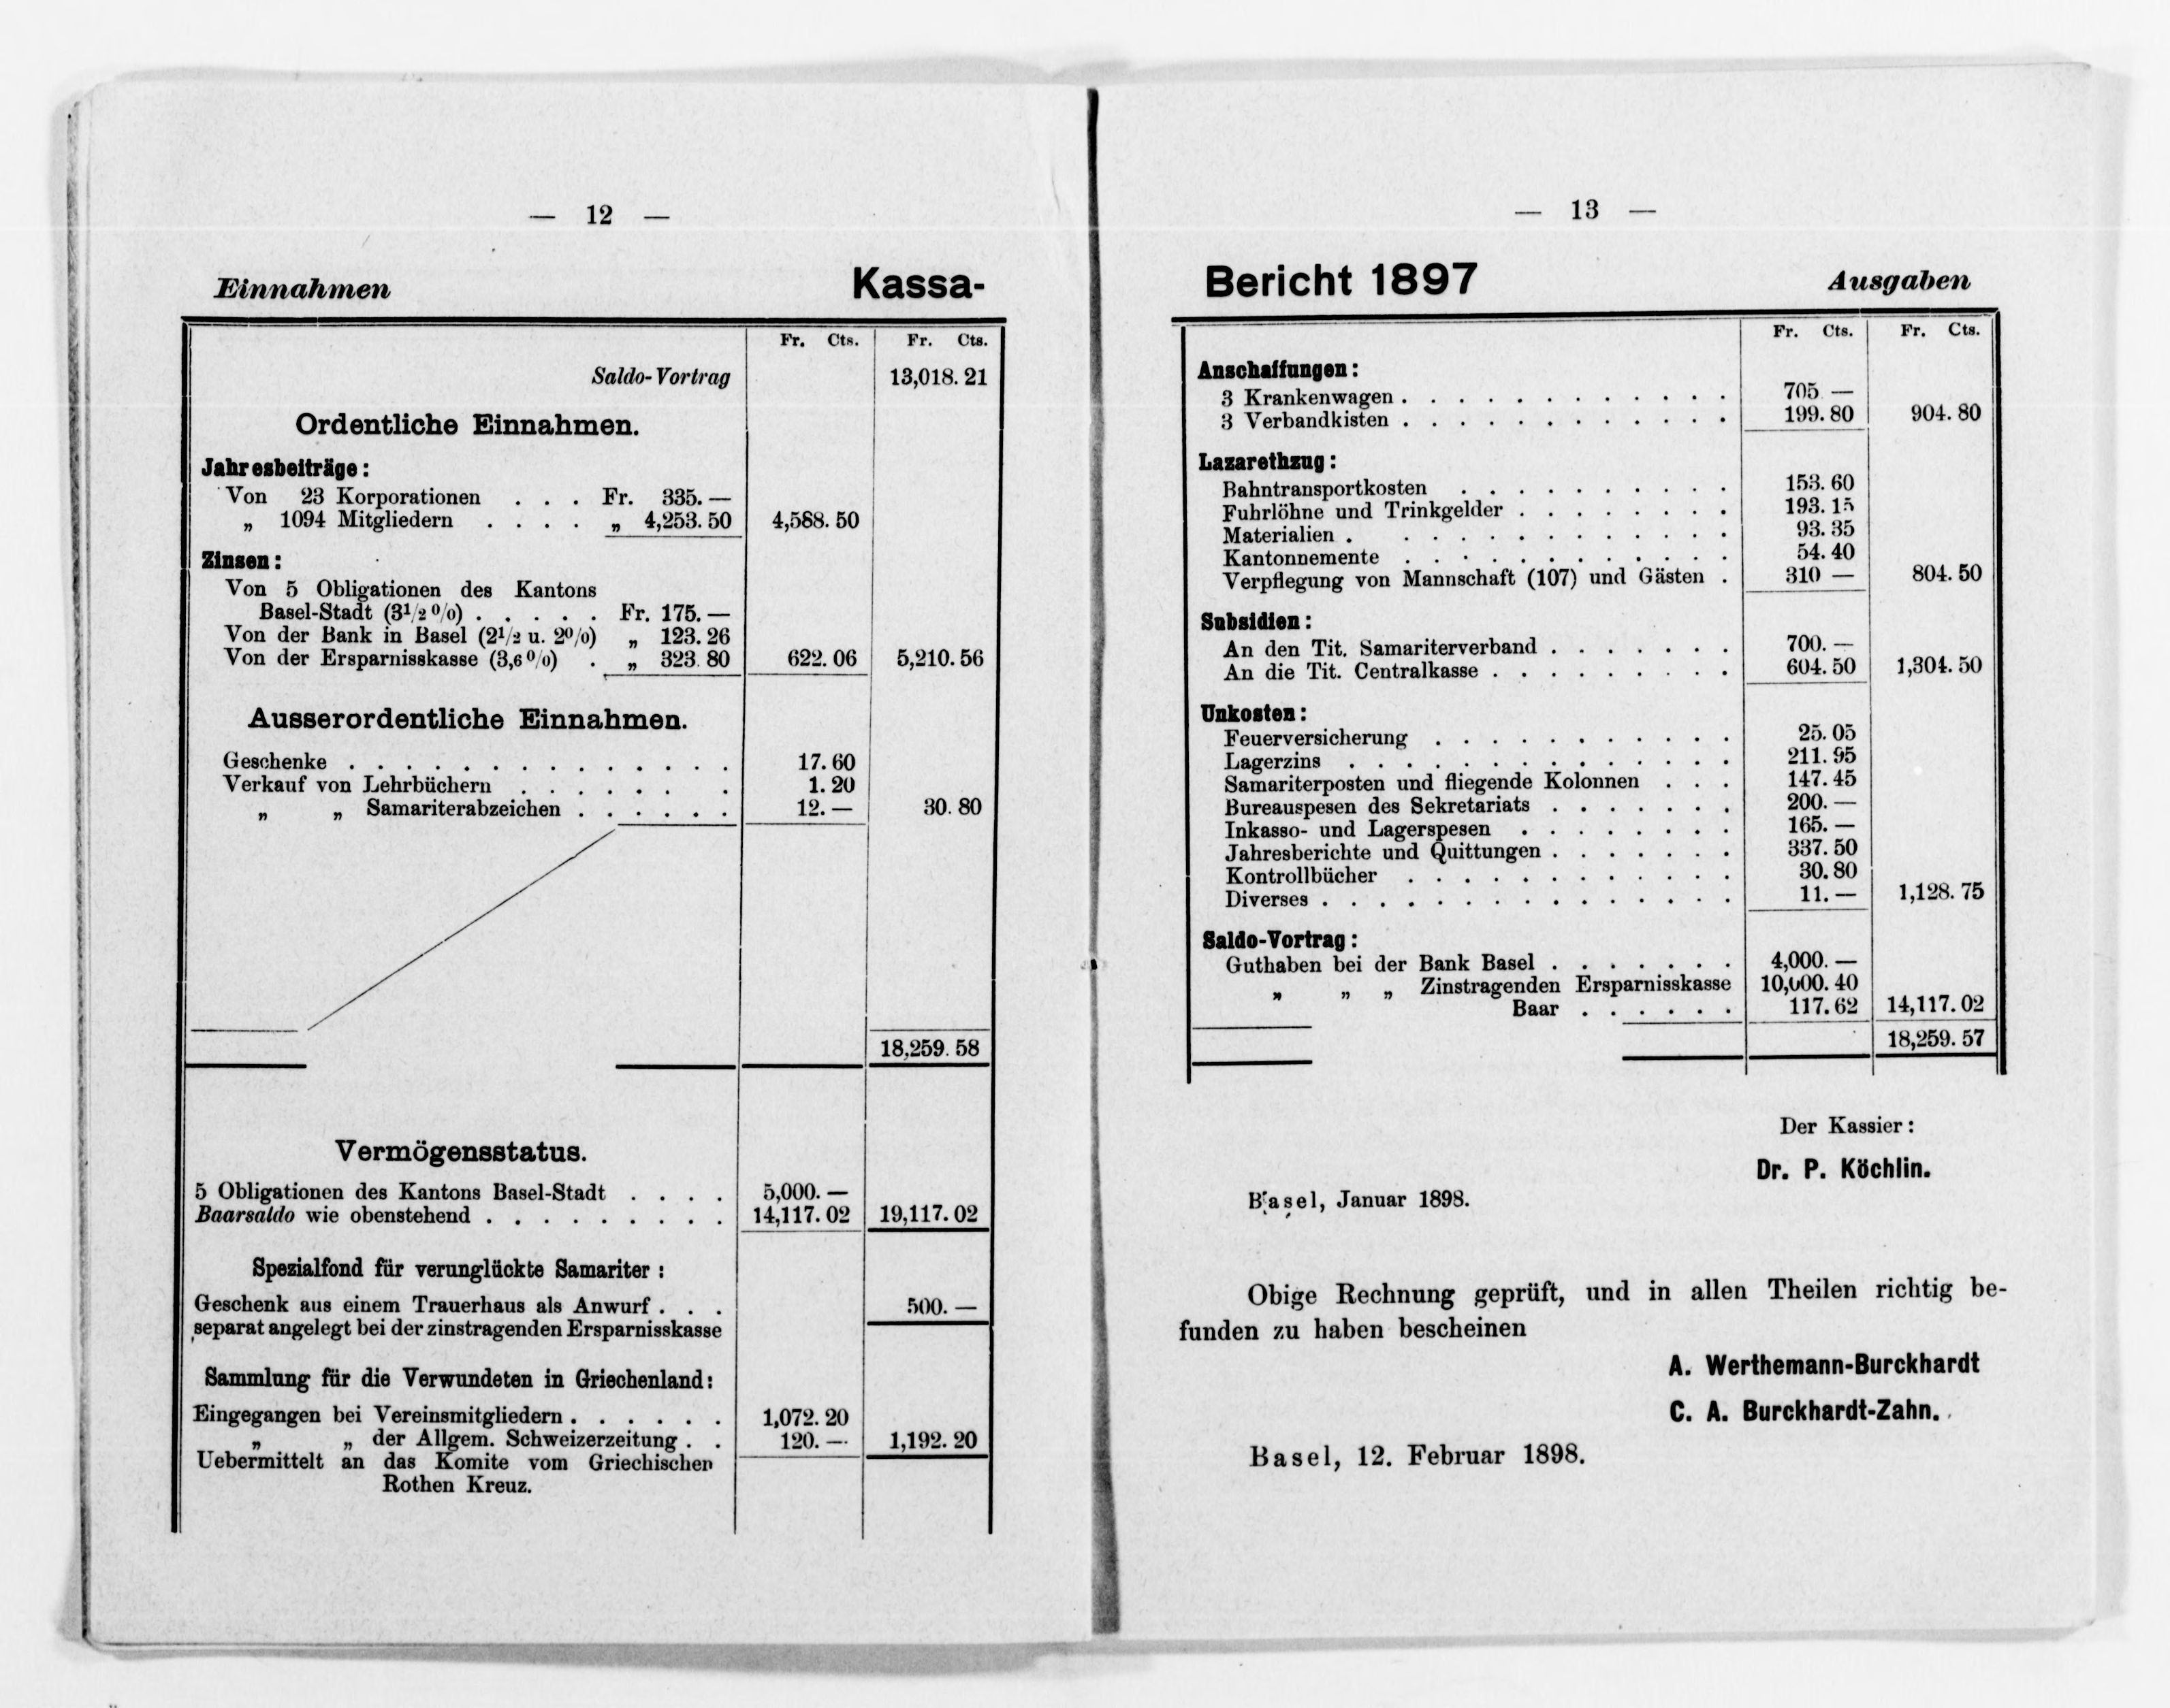 — 12 —
Einnahmen Kassa-
Fr. Cts. Fr. Cts.
Saldo-Vortrag 13,018. 21
Ordentliche Einnahmen.
Jahresbeiträge:
Von 23 Korporationen . . . Fr. 335. —
„ 1094 Mitgliedern . . . . „ 4,253. 50 4,588. 50
Zinsen:
Von 5 Obligationen des Kantons
Basel-Stadt (3½ %) . . . . . Fr. 175. —
Von der Bank in Basel (2½ u. 2%) „ 123. 26
Von der Ersparnisskasse (3,6 %) . „ 323. 80 622. 06 5,210. 56
Ausserordentliche Einnahmen.
Geschenke . . . . . . . . . . . . . . 17. 60
Verkauf von Lehrbüchern . . . . . . . 1. 20
„ „ Samariterabzeichen . . . . . . 12. — 30. 80
18,259. 58
Vermögensstatus.
5 Obligationen des Kantons Basel-Stadt . . . . 5,000. —
Baarsaldo wie obenstehend . . . . . . . . . 14,117. 02 19,117. 02
Spezialfond für verunglückte Samariter:
Geschenk aus einem Trauerhaus als Anwurf . . . 500. —
separat angelegt bei der zinstragenden Ersparnisskasse
Sammlung für die Verwundeten in Griechenland:
Eingegangen bei Vereinsmitgliedern . . . . . . 1,072. 20
„ „ der Allgem. Schweizerzeitung . . 120. — 1,192. 20
Uebermittelt an das Komite vom Griechischen
Rothen Kreuz.
— 13 —
Bericht 1897 Ausgaben
Fr. Cts. Fr. Cts.
Anschaffungen:
3 Krankenwagen . . . . . . . . . . . . 705 —
3 Verbandkisten . . . . . . . . . . . . 199. 80 904. 80
Lazarethzug:
Bahntransportkosten . . . . . . . . . . 153. 60
Fuhrlöhne und Trinkgelder . . . . . . . . 193. 15
Materialien . . . . . . . . . . . . . 93. 35
Kantonnemente . . . . . . . . . . . . 54. 40
Verpflegung von Mannschaft (107) und Gästen . 310 — 804. 50
Subsidien:
An den Tit. Samariterverband . . . . . . . 700. —
An die Tit. Centralkasse . . . . . . . . . 604. 50 1,304. 50
Unkosten:
Feuerversicherung . . . . . . . . . . . 25. 05
Lagerzins . . . . . . . . . . . . . . 211. 95
Samariterposten und fliegende Kolonnen . . . 147. 45
Bureauspesen des Sekretariats . . . . . . . 200. —
Inkasso- und Lagerspesen . . . . . . . . 165. —
Jahresberichte und Quittungen . . . . . . . 337. 50
Kontrollbücher . . . . . . . . . . . . 30. 80
Diverses . . . . . . . . . . . . . . . 11. — 1,128. 75
Saldo-Vortrag:
Guthaben bei der Bank Basel . . . . . . . 4,000. —
„ „ „ Zinstragenden Ersparnisskasse 10,000. 40
Baar . . . . . . 117. 62 14,117. 02
18,259. 57
Der Kassier:
Dr. P. Köchlin.
Basel, Januar 1898.
Obige Rechnung geprüft, und in allen Theilen richtig be-
funden zu haben bescheinen
A. Werthemann-Burckhardt
C. A. Burckhardt-Zahn.
Basel, 12. Februar 1898.